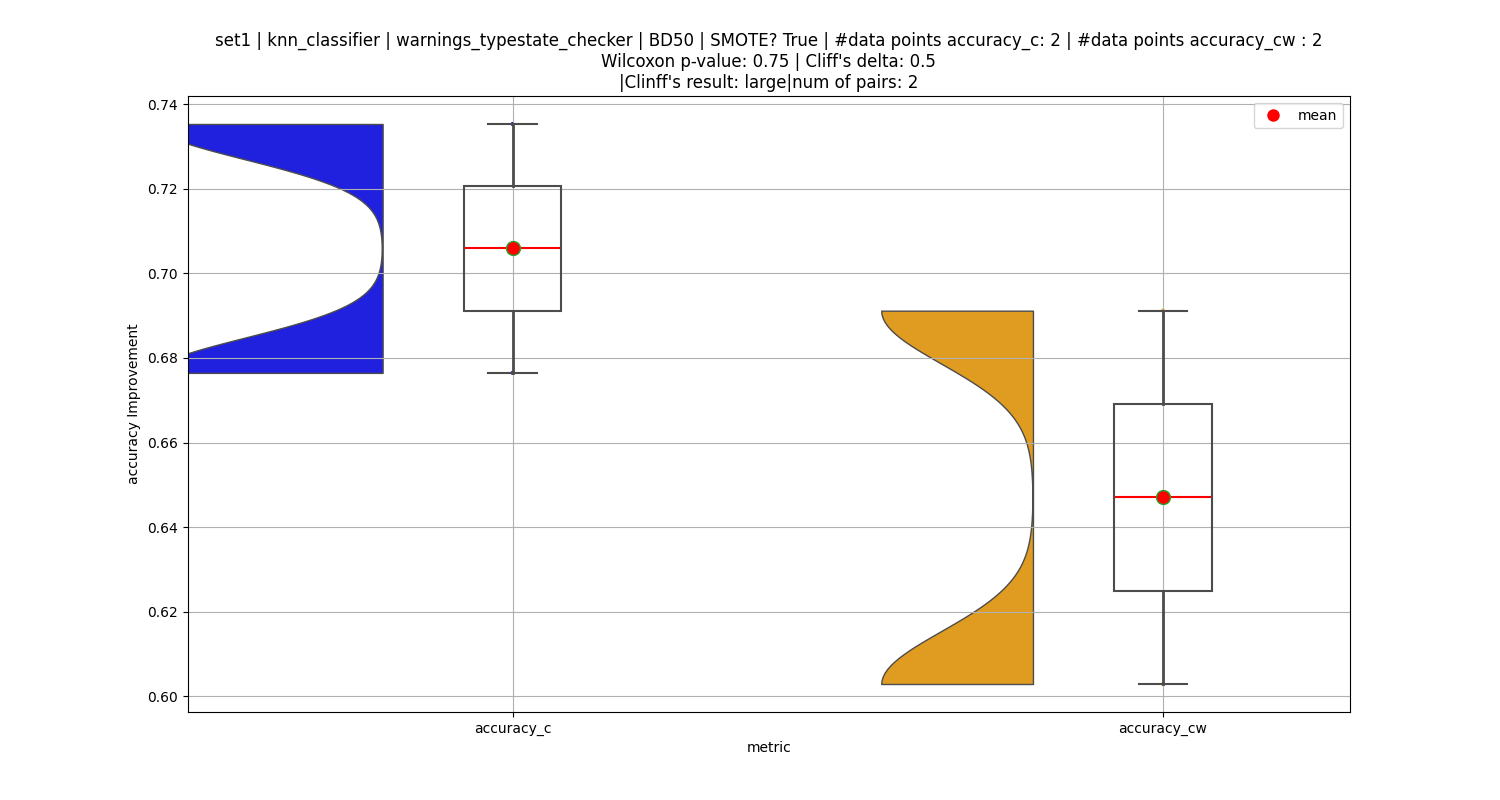 set1 | knn_classifier | warnings_typestate_checker | BD50 | SMOTE? True | #data points accuracy_c: 2 | #data points accuracy_cw : 2
Wilcoxon p-value: 0.75 | Cliff's delta: 0.5
|Clinff's result: large|num of pairs: 2
mean
0.74
0.72
0.70
0.68
0.66
0.64
0.62
0.60
accuracy Improvement
accuracy_c
accuracy_cw
metric